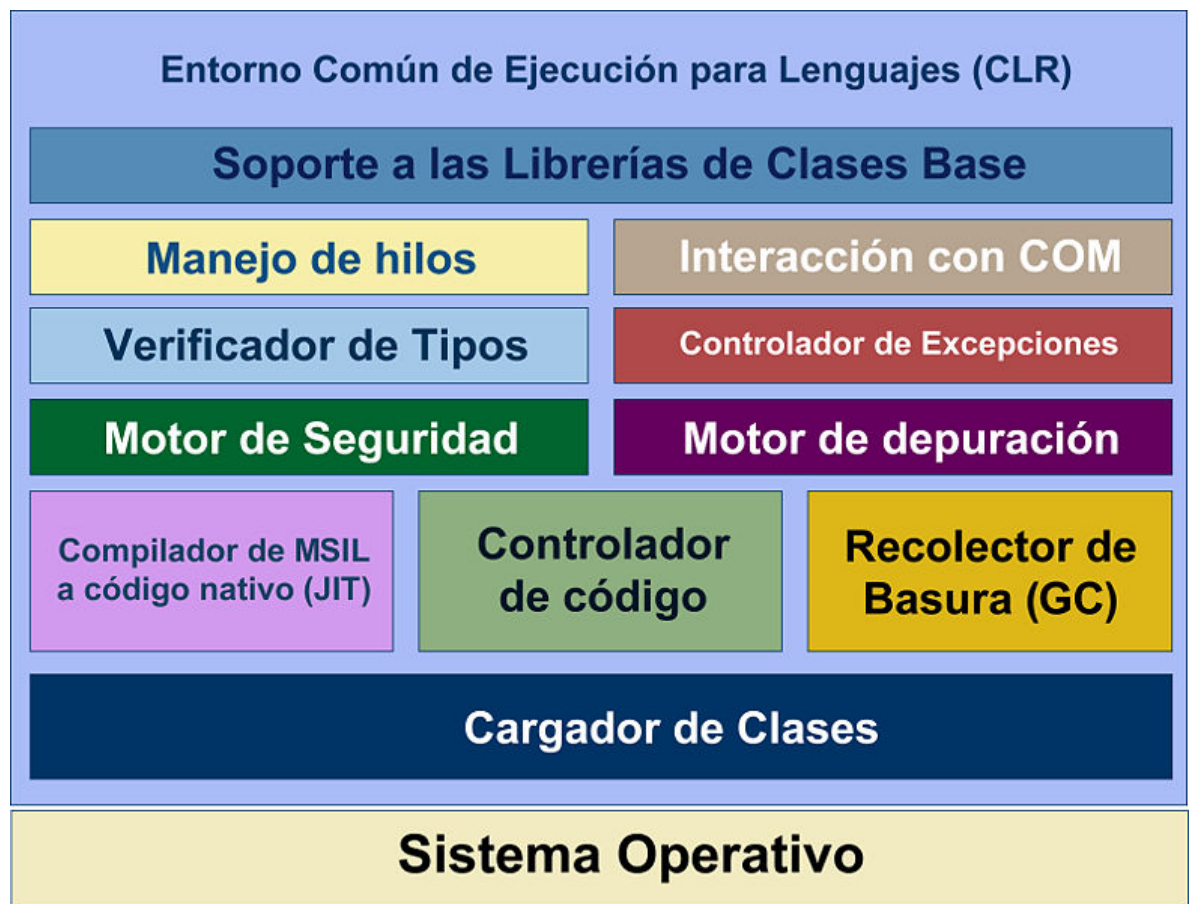 Entorno Común de Ejecución para Lenguajes (CLR)
Soporte a las Librerías de Clases Base
Manejo de hilos
Interacción con COM
Verificador de Tipos
Controlador de Excepciones
Motor de Seguridad
Motor de depuración
Compilador de MSIL
a código nativo (JIT)
Controlador
de código
Recolector de
Basura (GC)
Cargador de Clases
Sistema Operativo